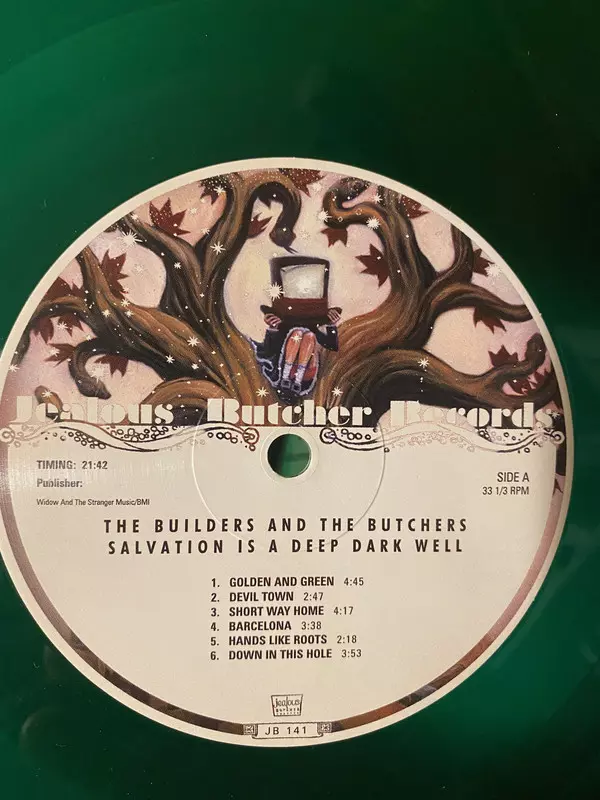 Jealous Butcher Records
TIMING: 21:42
Publisher:
Widow And The Stranger Music/BMI
SIDE A
33 1/3 RPM
THE BUILDERS AND THE BUTCHERS
SALVATION IS A DEEP DARK WELL
1. GOLDEN AND GREEN 4:45
2. DEVIL TOWN 2:47
3. SHORT WAY HOME 4:17
4. BARCELONA 3:38
5. HANDS LIKE ROOTS 2:18
6. DOWN IN THIS HOLE 3:53
jealous
BUTCHER
RECORDS
JB 141